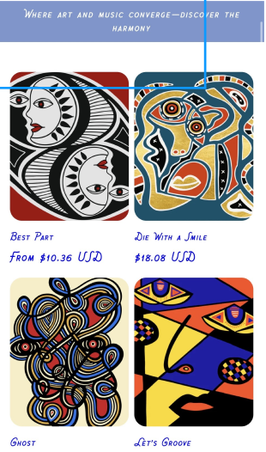 Where art and music converge—discover the
harmony
Best Part
From $10.36 USD
Die With a Smile
$18.08 USD
Ghost
Let's Groove